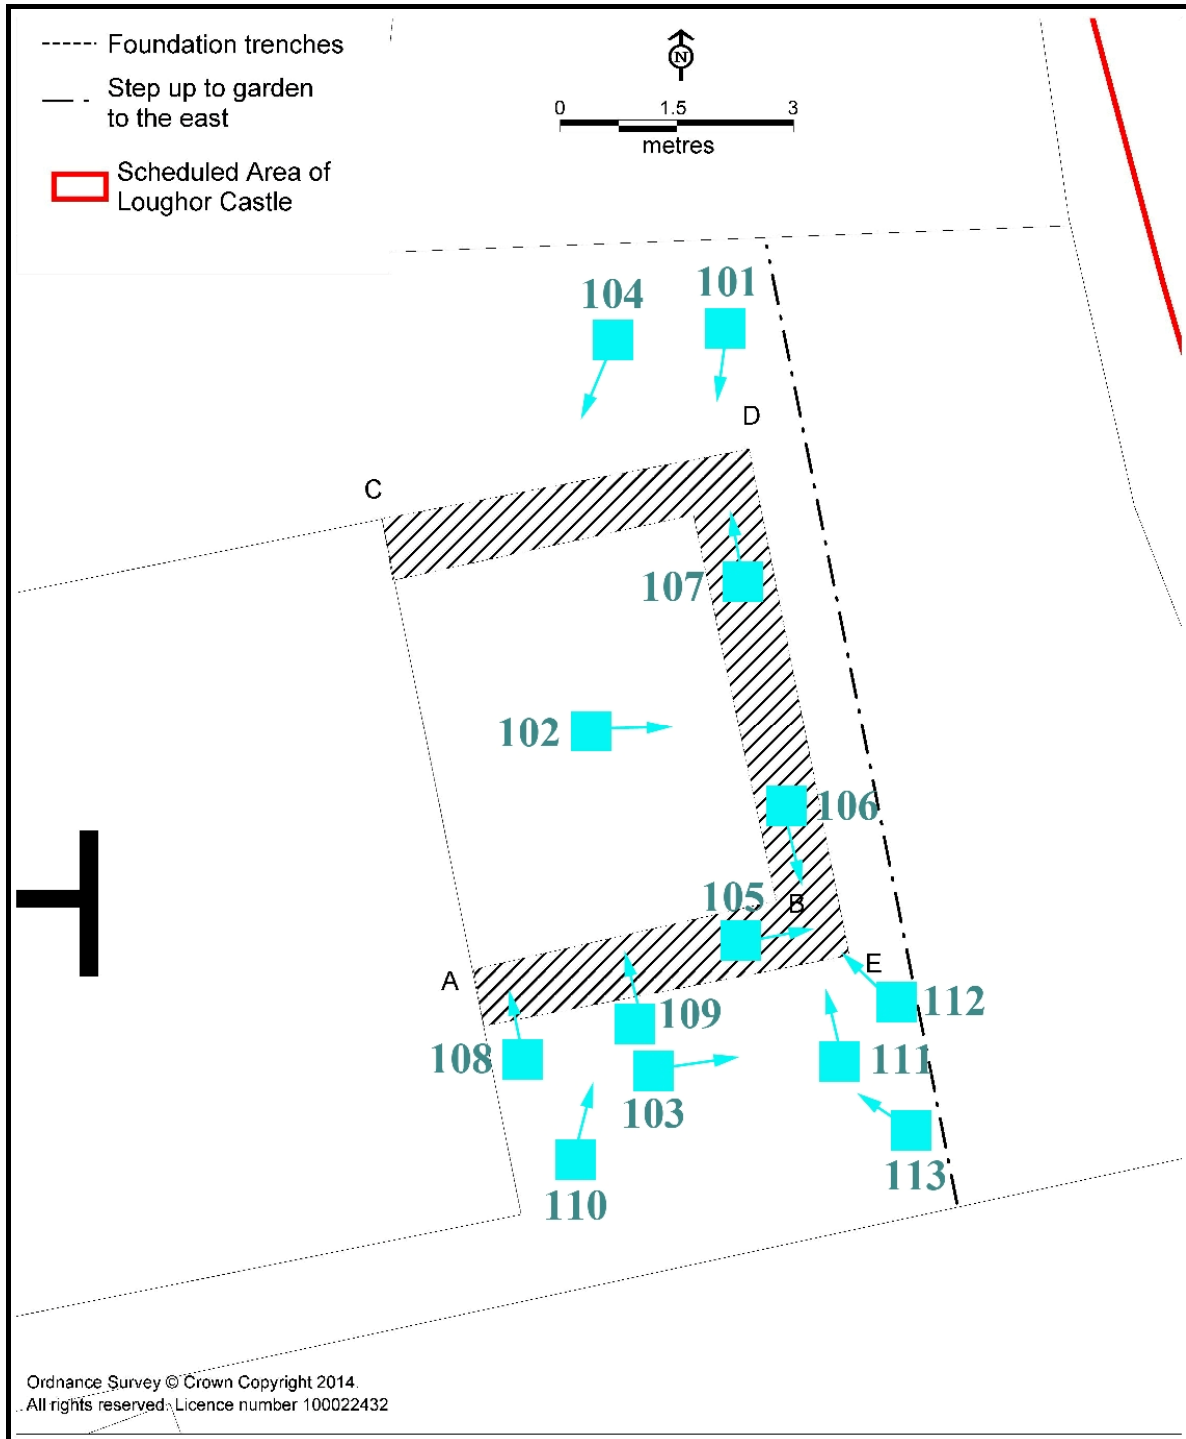 Foundation trenches
Step up to garden
to the east
Scheduled Area of
Loughor Castle
N
0 1.5 3
metres
104 101
D
C
107
102
106
105 B
A
E
109 112
108 111
103
113
110
Ordnance Survey © Crown Copyright 2014.
All rights reserved. Licence number 100022432